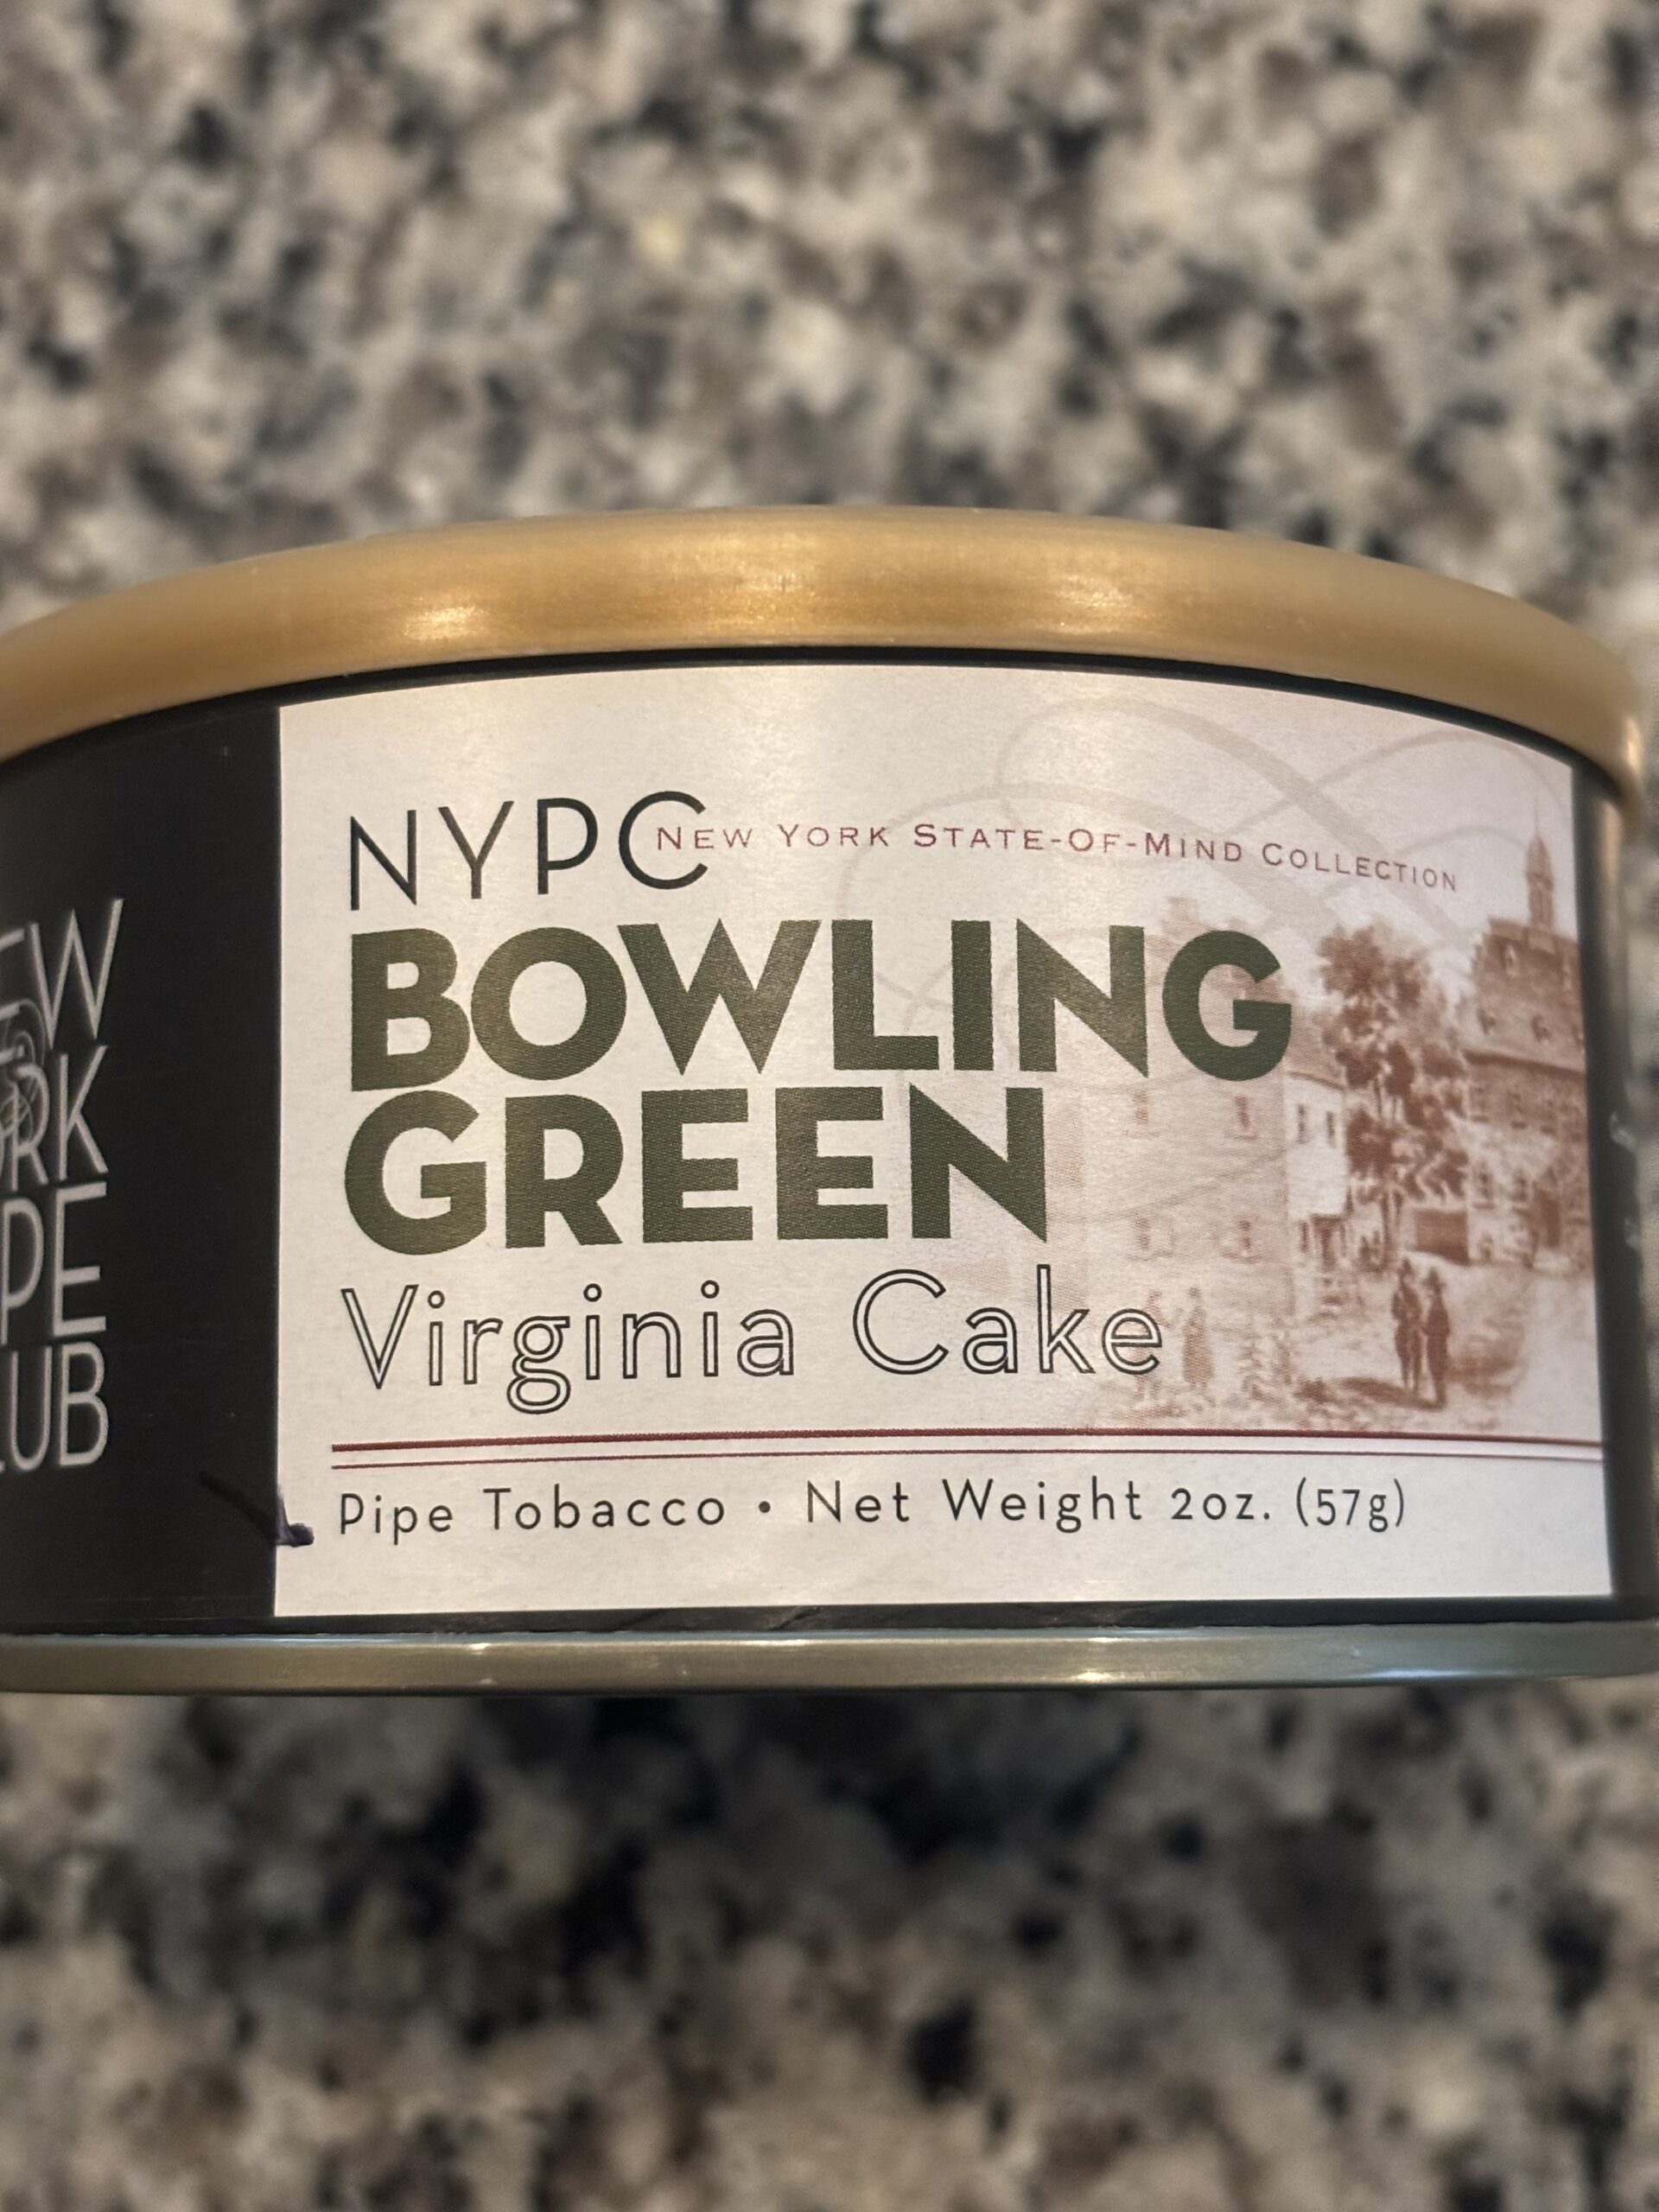 NYPC
NEW YORK STATE-OF-MIND COLLECTION
BOWLING
GREEN
Virginia Cake
Pipe Tobacco • Net Weight 2oz. (57g)